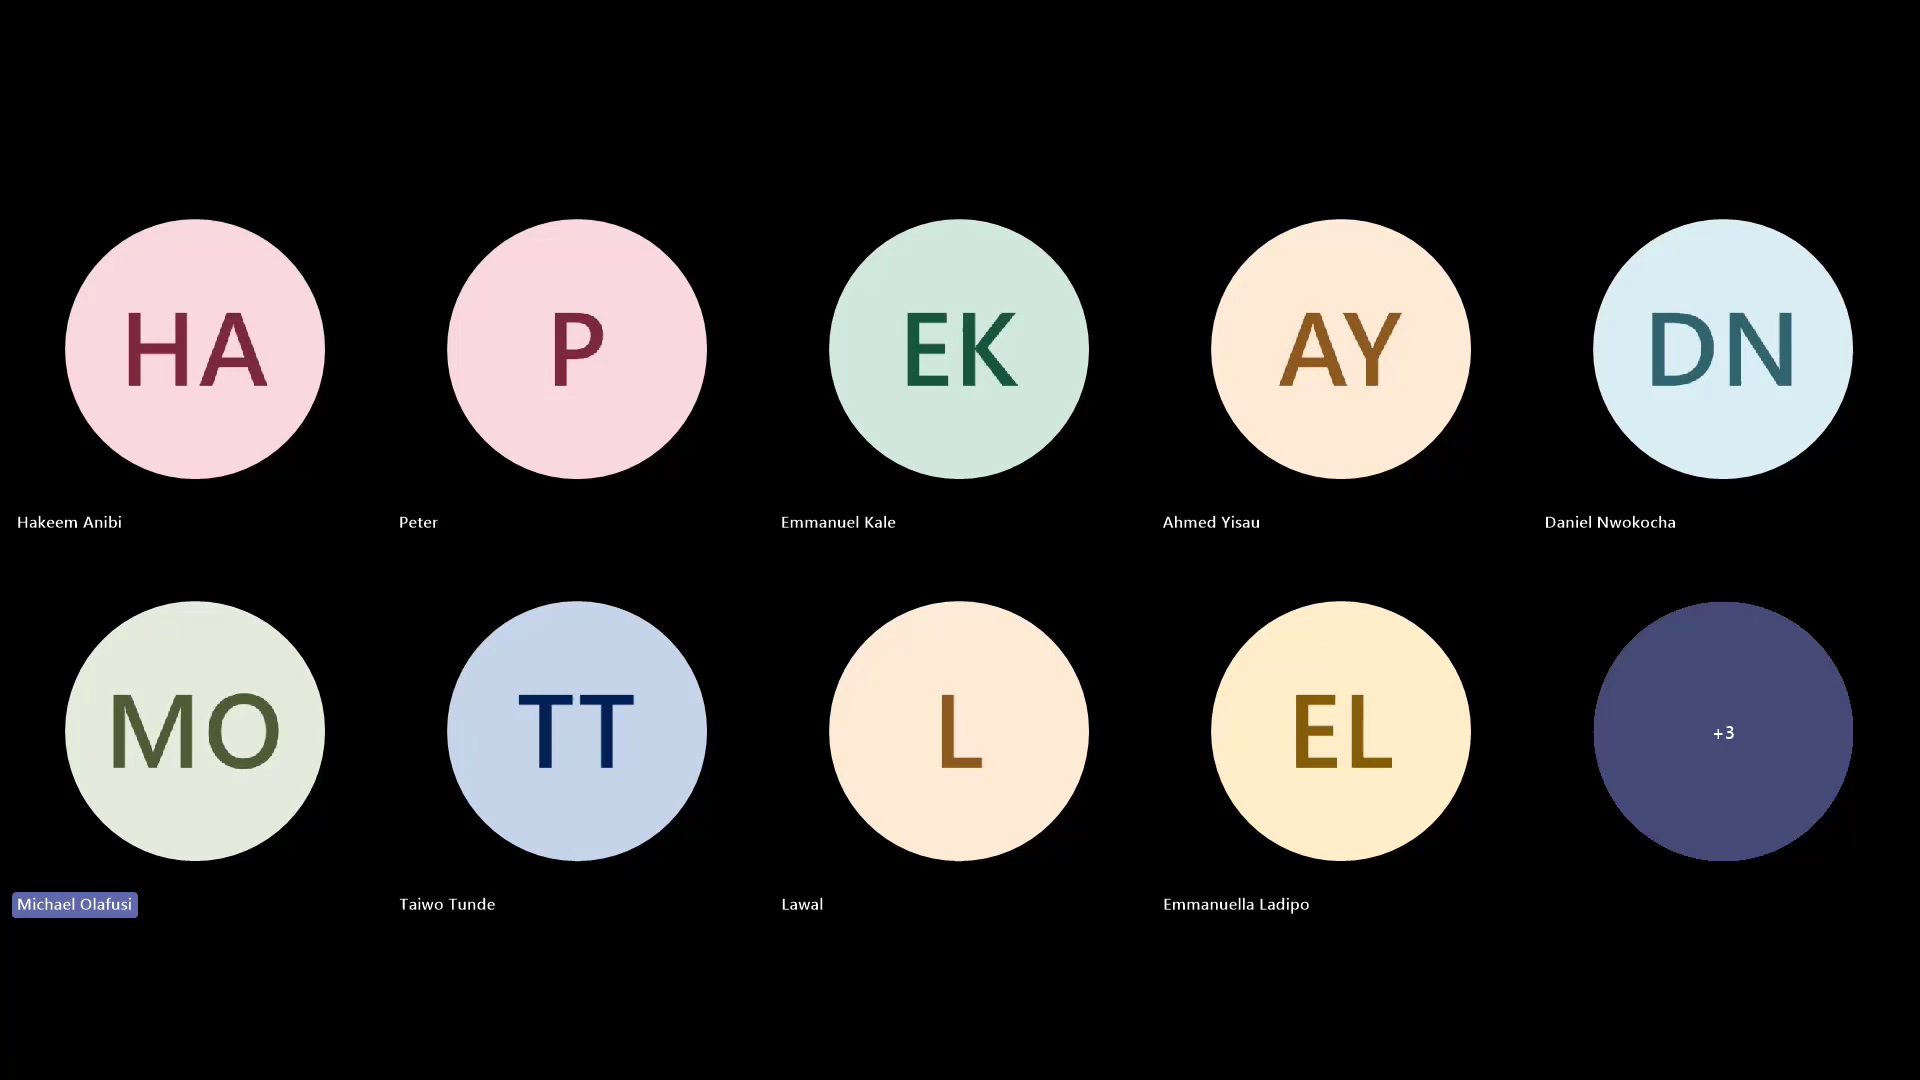 HA
P
EK
AY
DN
Hakeem Anibi
Peter
Emmanuel Kale
Ahmed Yisau
Daniel Nwokocha
MO
TT
L
EL
+3
Michael Olafusi
Taiwo Tunde
Lawal
Emmanuella Ladipo